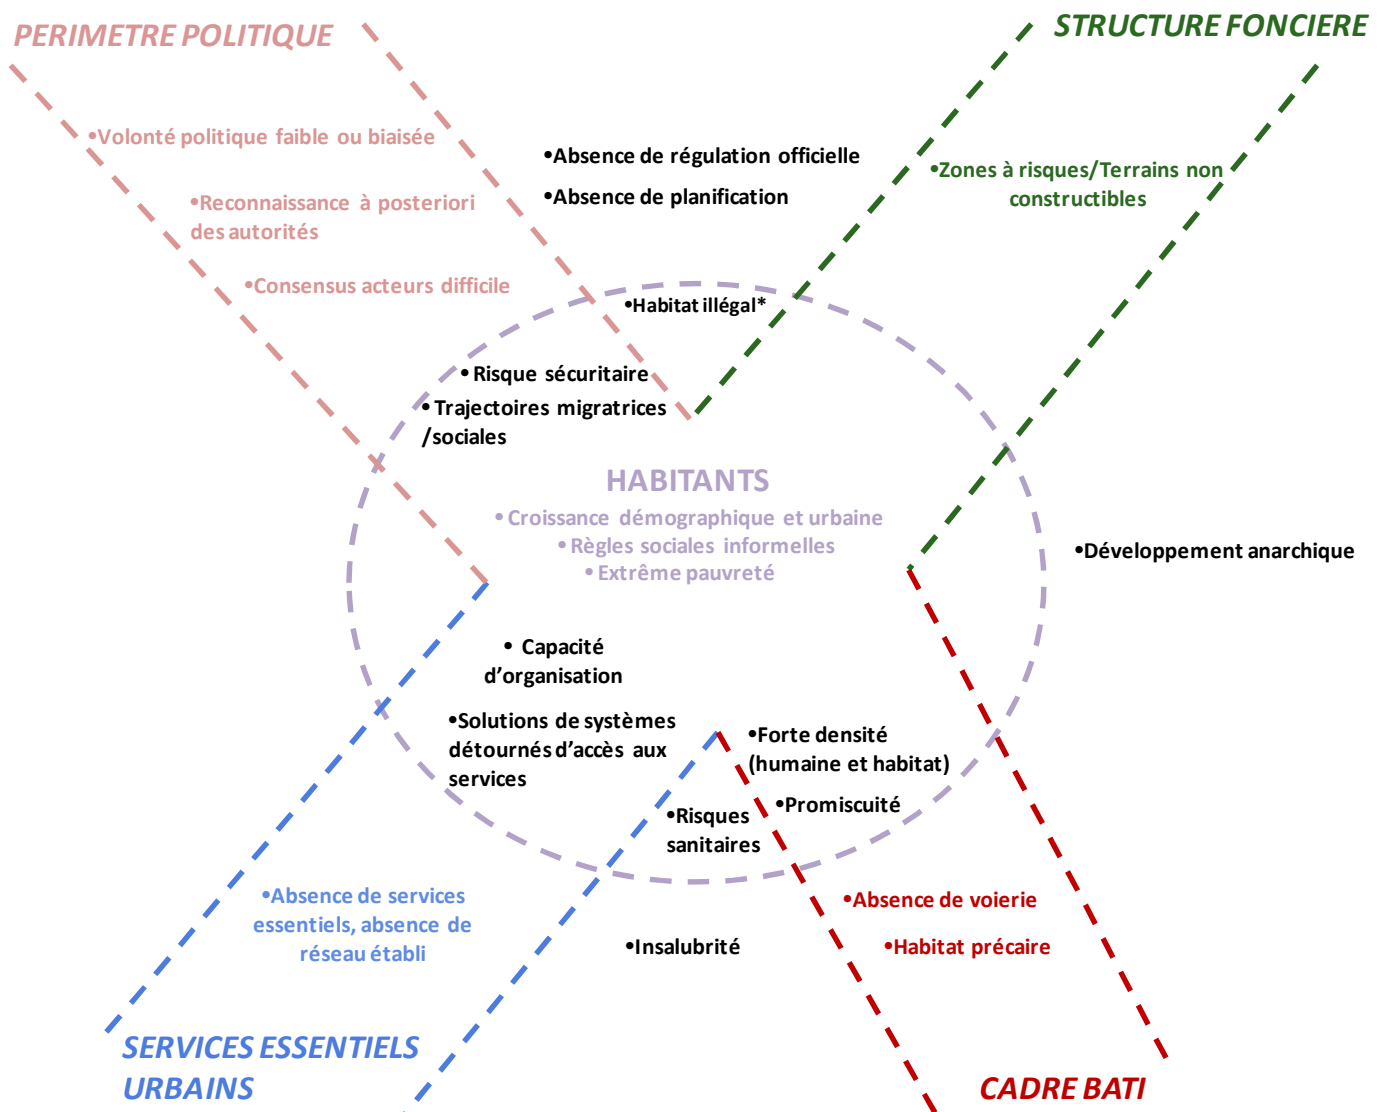 PERIMETRE POLITIQUE
STRUCTURE FONCIERE
•Volonté politique faible ou biaisée
•Absence de régulation officielle
•Absence de planification
•Zones à risques/Terrains non
constructibles
•Reconnaissance à posteriori
des autorités
•Consensus acteurs difficile
•Habitat illégal*
• Risque sécuritaire
• Trajectoires migratrices
/sociales
HABITANTS
• Croissance démographique et urbaine
• Règles sociales informelles
• Extrême pauvreté
•Développement anarchique
• Capacité
d’organisation
•Solutions de systèmes
détournés d’accès aux
services
•Forte densité
(humaine et habitat)
•Promiscuité
•Risques
sanitaires
•Absence de services
essentiels, absence de
réseau établi
•Insalubrité
•Absence de voierie
•Habitat précaire
SERVICES ESSENTIELS
URBAINS
CADRE BATI